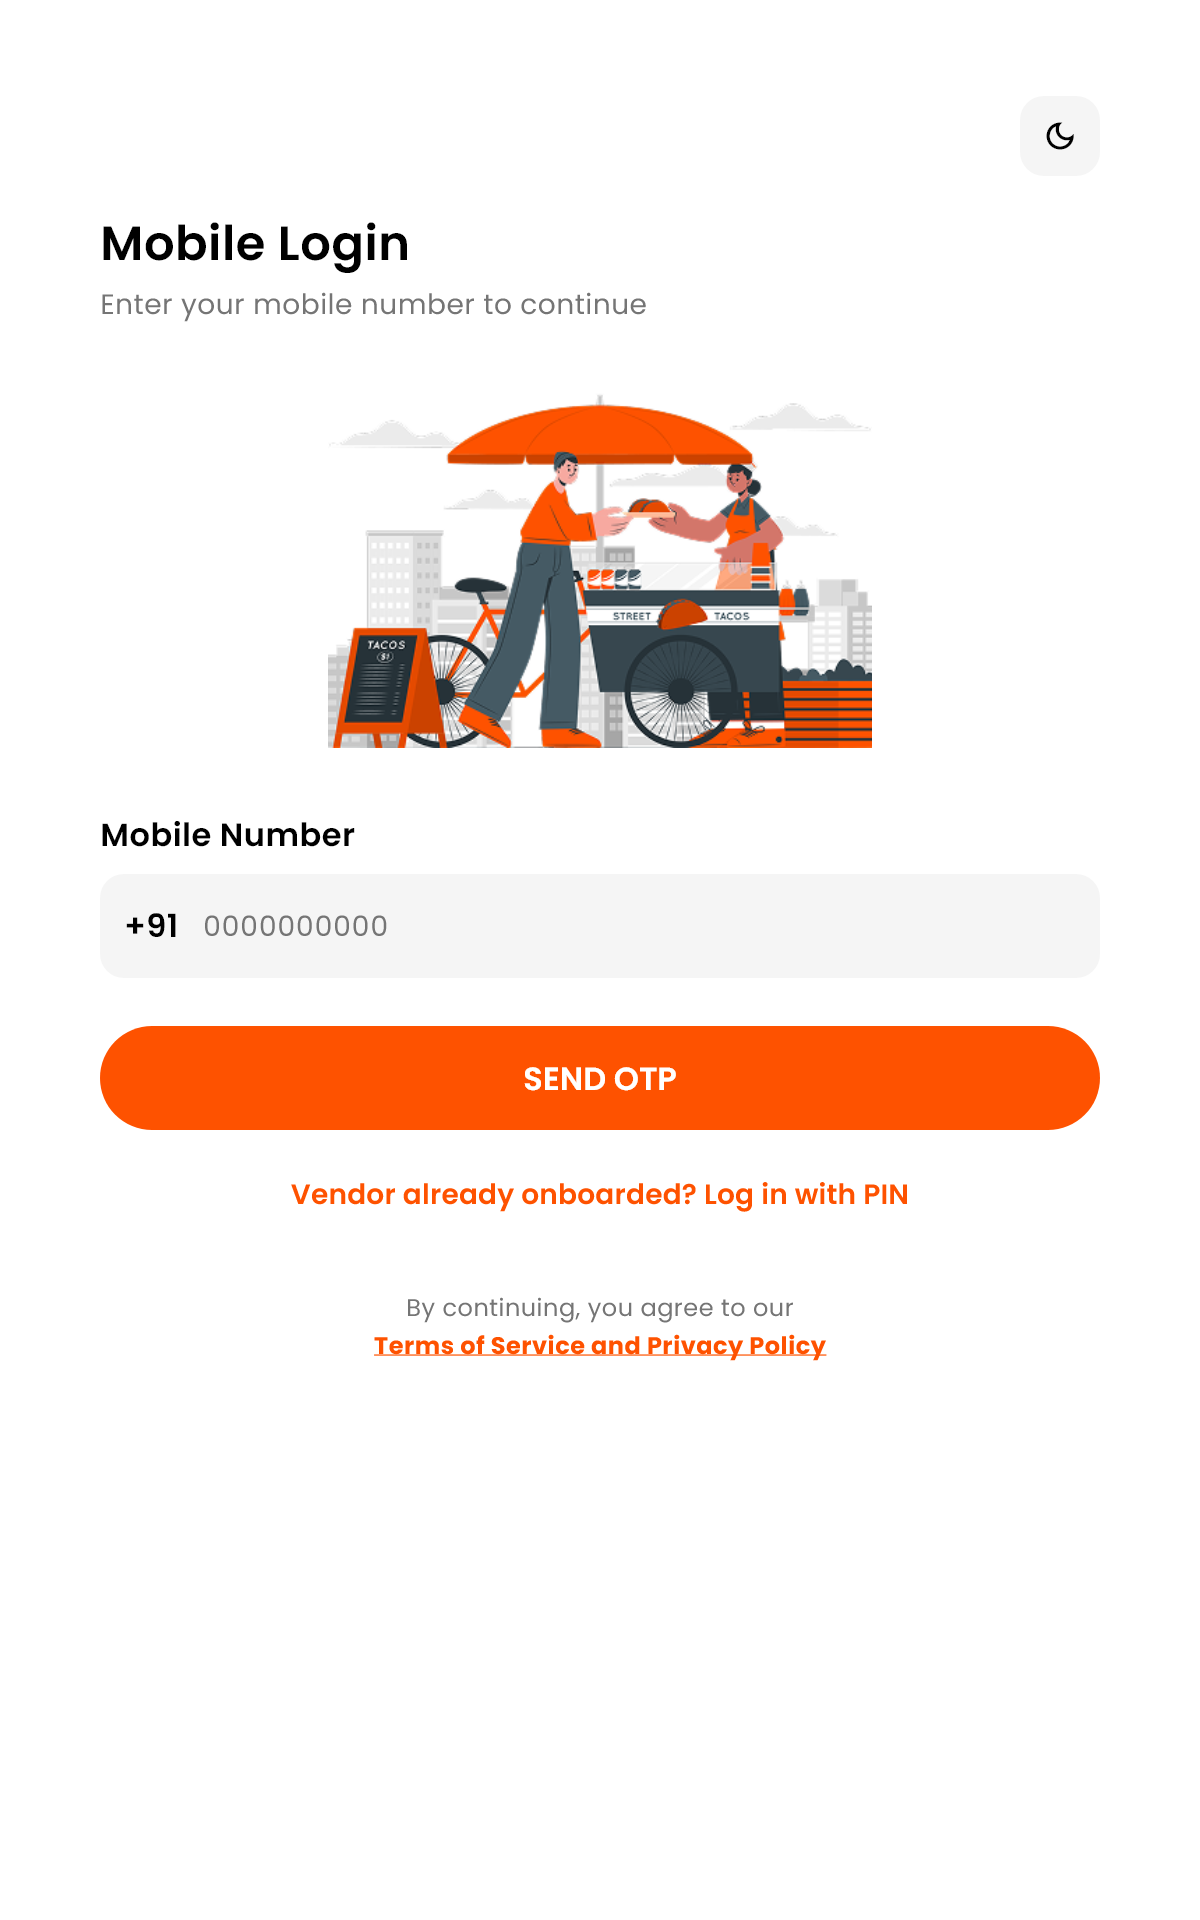 Mobile Login
Enter your mobile number to continue
STREET TACOS
TACOS
$1
Mobile Number
+91 0000000000
SEND OTP
Vendor already onboarded? Log in with PIN
By continuing, you agree to our
Terms of Service and Privacy Policy